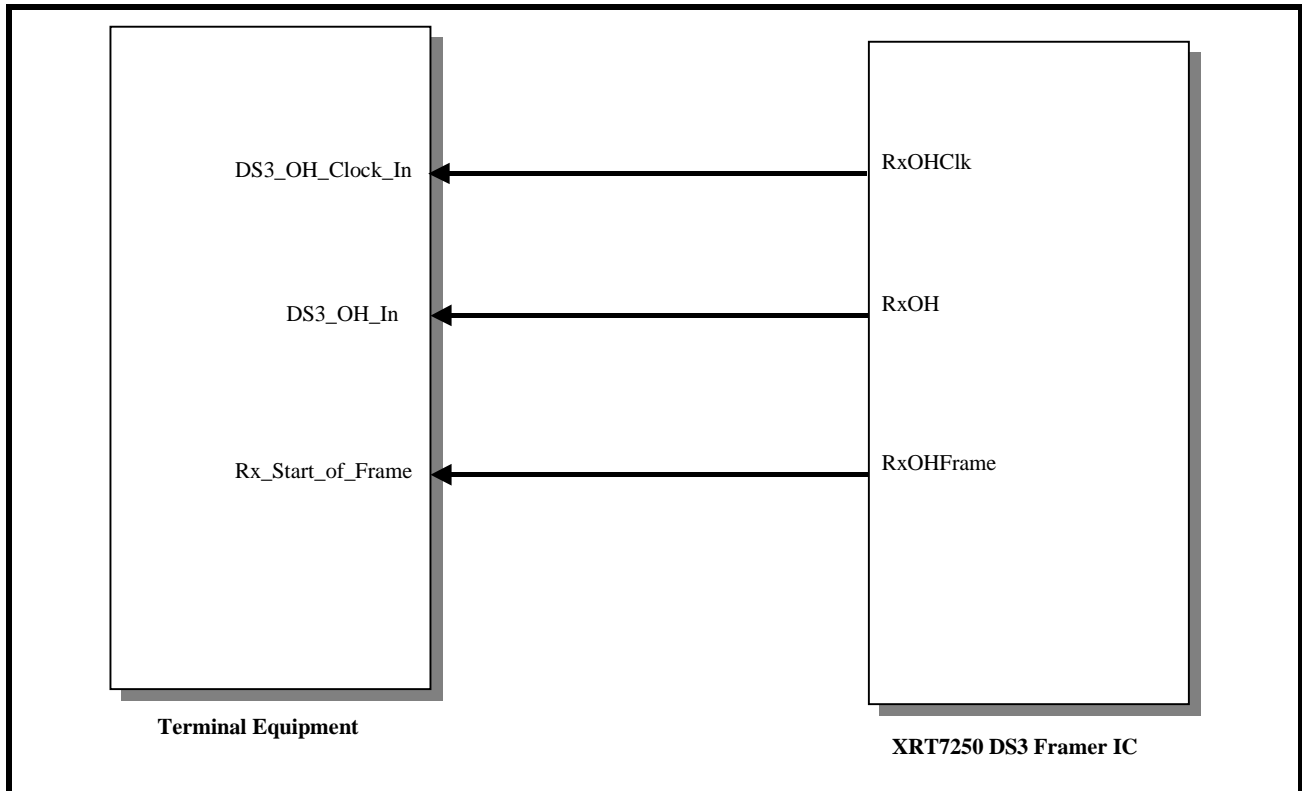 DS3_OH_Clock_In
RxOHClk
DS3_OH_In
RxOH
Rx_Start_of_Frame
RxOHFrame
Terminal Equipment
XRT7250 DS3 Framer IC